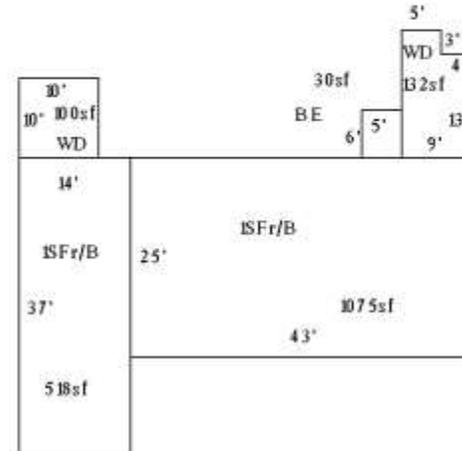 5'
3'
WD
4
10'
30sf
132sf
10'
100sf
BE
5'
13
6'
WD
9'
14'
1SFr/B
1SFr/B
25'
37'
1075sf
43'
518sf